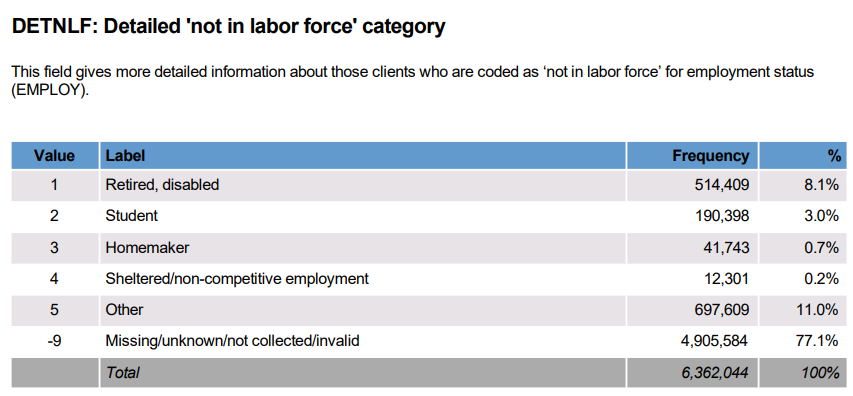 DETNLF: Detailed 'not in labor force' category
This field gives more detailed information about those clients who are coded as ‘not in labor force’ for employment status
(EMPLOY).
Value Label Frequency %
1 Retired, disabled 514,409 8.1%
2 Student 190,398 3.0%
3 Homemaker 41,743 0.7%
4 Sheltered/non-competitive employment 12,301 0.2%
5 Other 697,609 11.0%
-9 Missing/unknown/not collected/invalid 4,905,584 77.1%
Total 6,362,044 100%